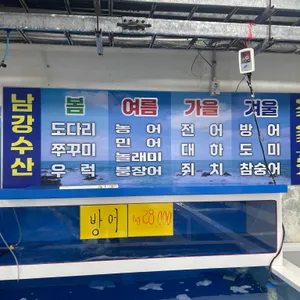 남강수산
봄 여름 가을 겨울
도다리 농어 전어 방어
쭈꾸미 민어 대하 도미
우럭 놀래미 쥐치 참숭어
붕장어
방어